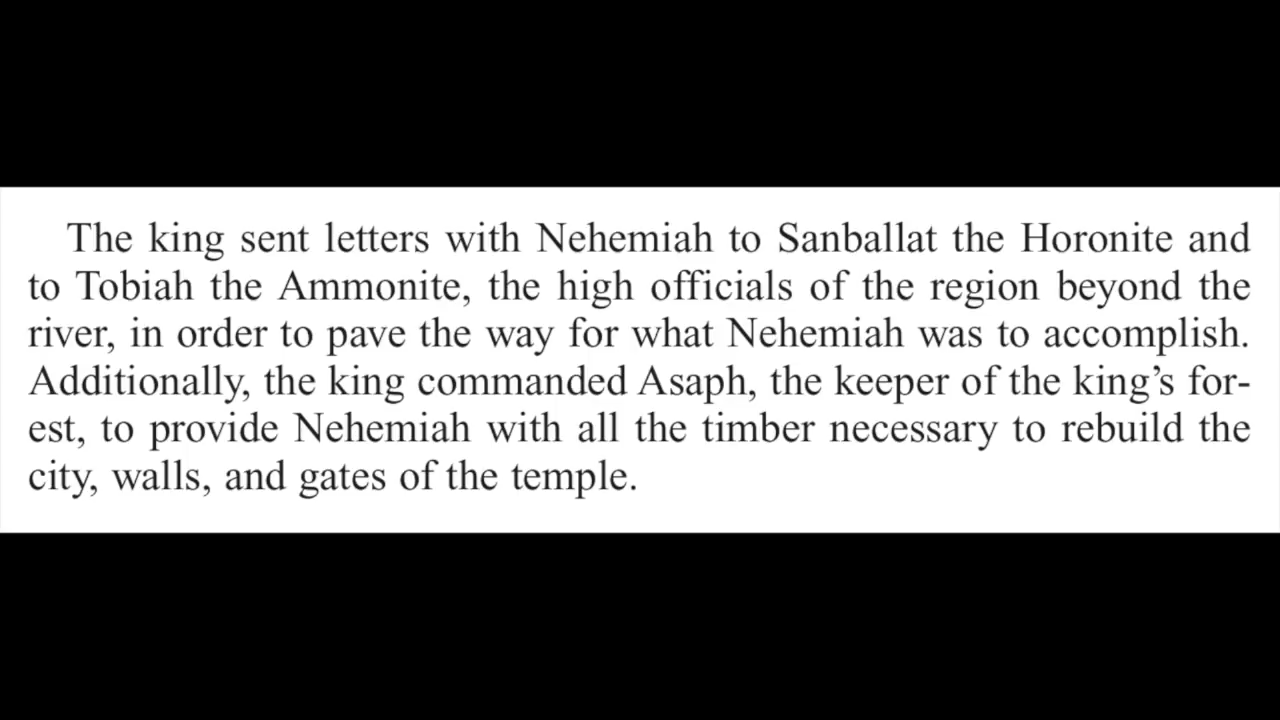 The king sent letters with Nehemiah to Sanballat the Horonite and
to Tobiah the Ammonite, the high officials of the region beyond the
river, in order to pave the way for what Nehemiah was to accomplish.
Additionally, the king commanded Asaph, the keeper of the king’s for-
est, to provide Nehemiah with all the timber necessary to rebuild the
city, walls, and gates of the temple.